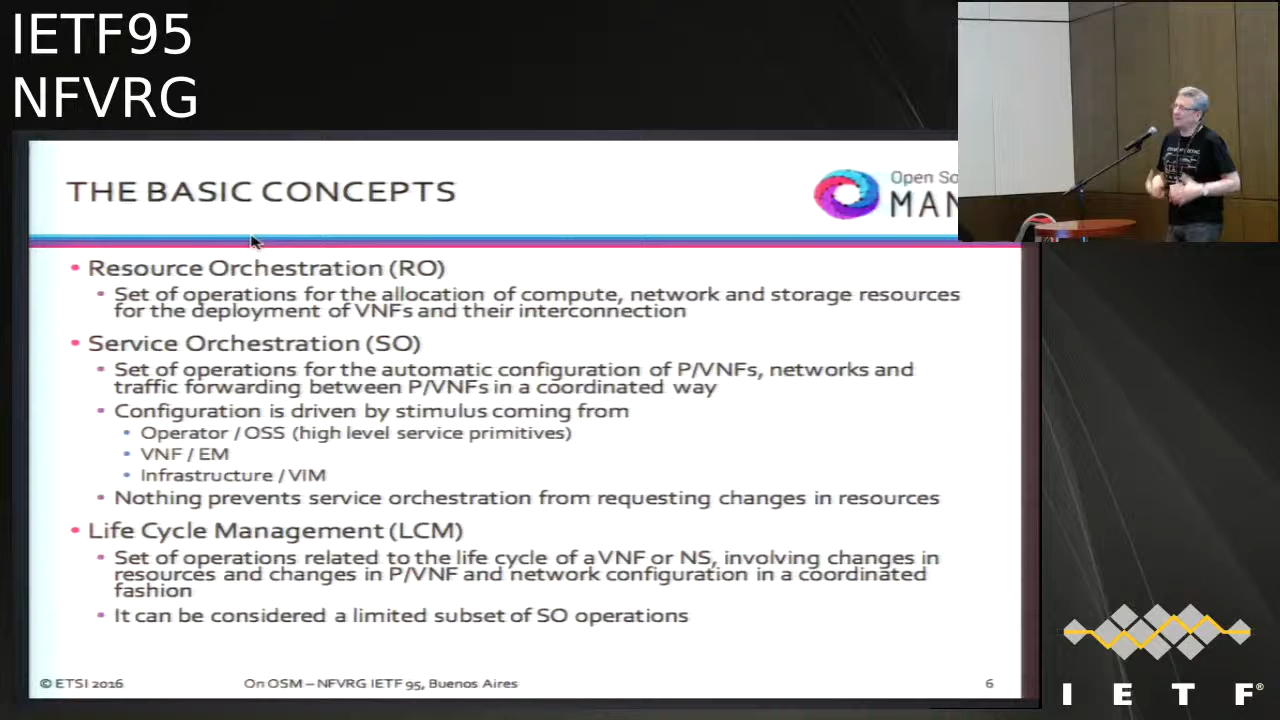 IETF95
NFVRG
THE BASIC CONCEPTS
Open So
MAN
• Resource Orchestration (RO)
• Set of operations for the allocation of compute, network and storage resources
for the deployment of VNFs and their interconnection
• Service Orchestration (SO)
• Set of operations for the automatic configuration of P/VNFs, networks and
traffic forwarding between P/VNFs in a coordinated way
• Configuration is driven by stimulus coming from
• Operator / OSS (high level service primitives)
• VNF / EM
• Infrastructure / VIM
• Nothing prevents service orchestration from requesting changes in resources
• Life Cycle Management (LCM)
• Set of operations related to the life cycle of a VNF or NS, involving changes in
resources and changes in P/VNF and network configuration in a coordinated
fashion
• It can be considered a limited subset of SO operations
© ETSI 2016
On OSM – NFVRG IETF 95, Buenos Aires
6
I E T F®